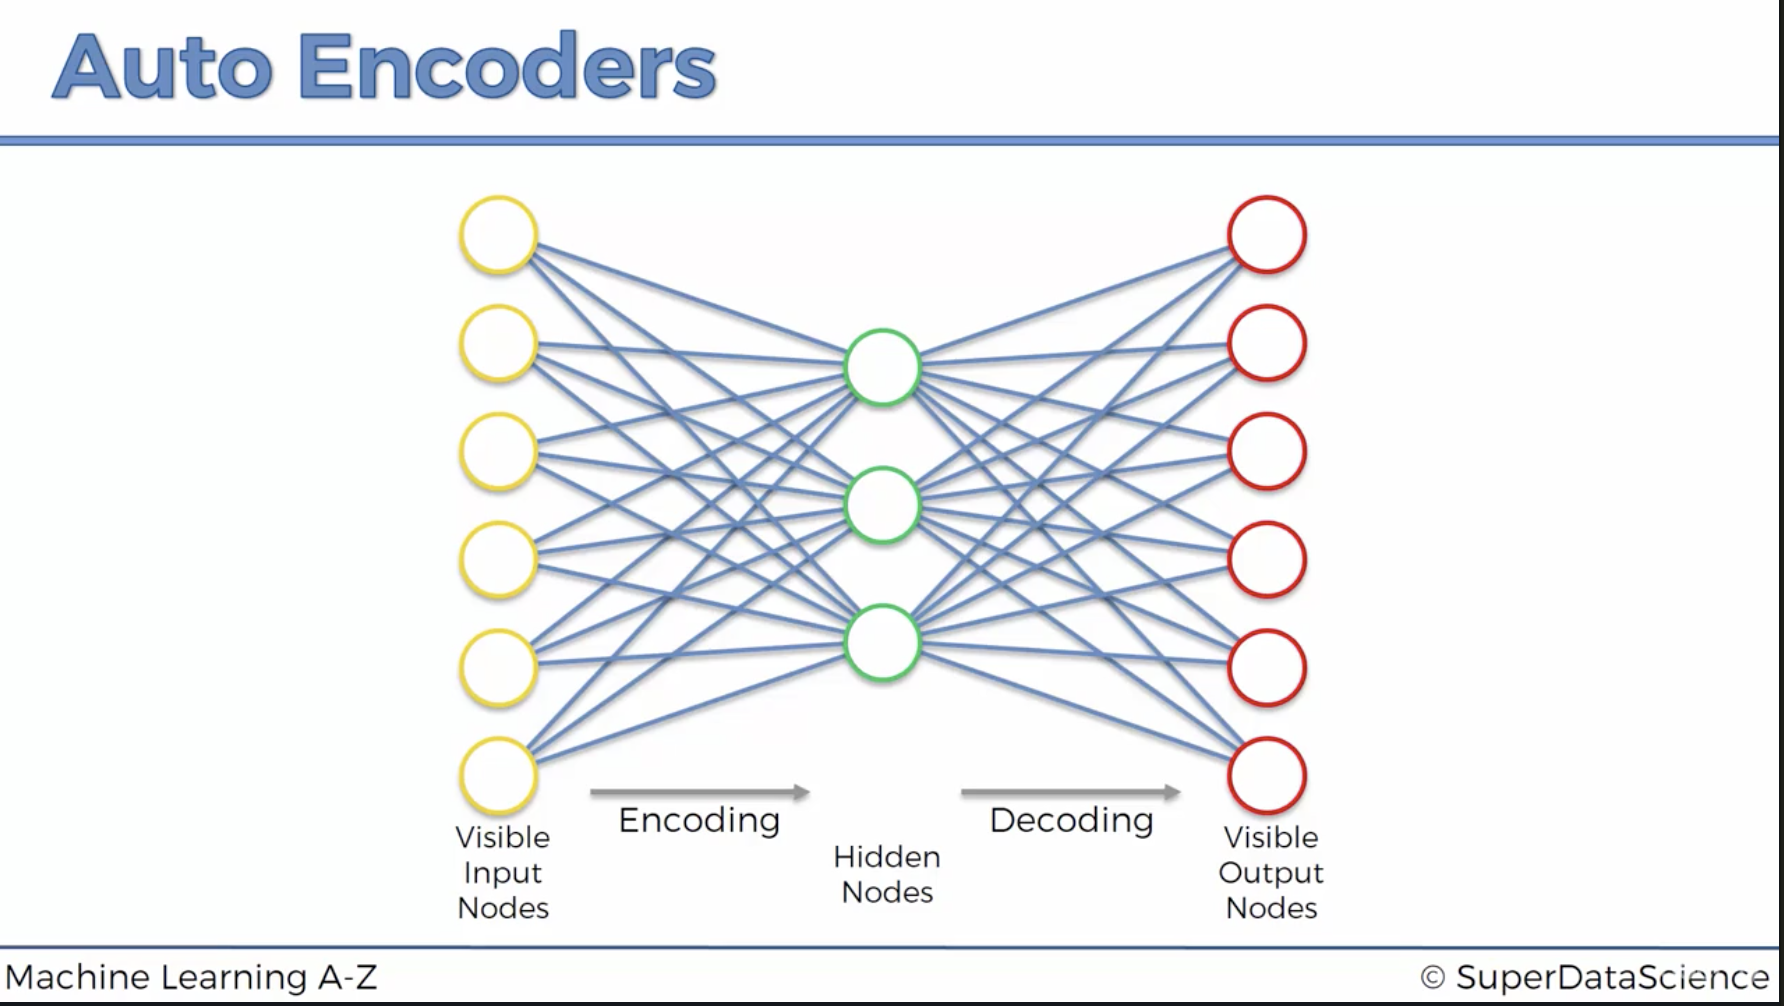 Auto Encoders
Encoding
Decoding
Visible
Input
Nodes
Hidden
Nodes
Visible
Output
Nodes
Machine Learning A-Z
© SuperDataScience